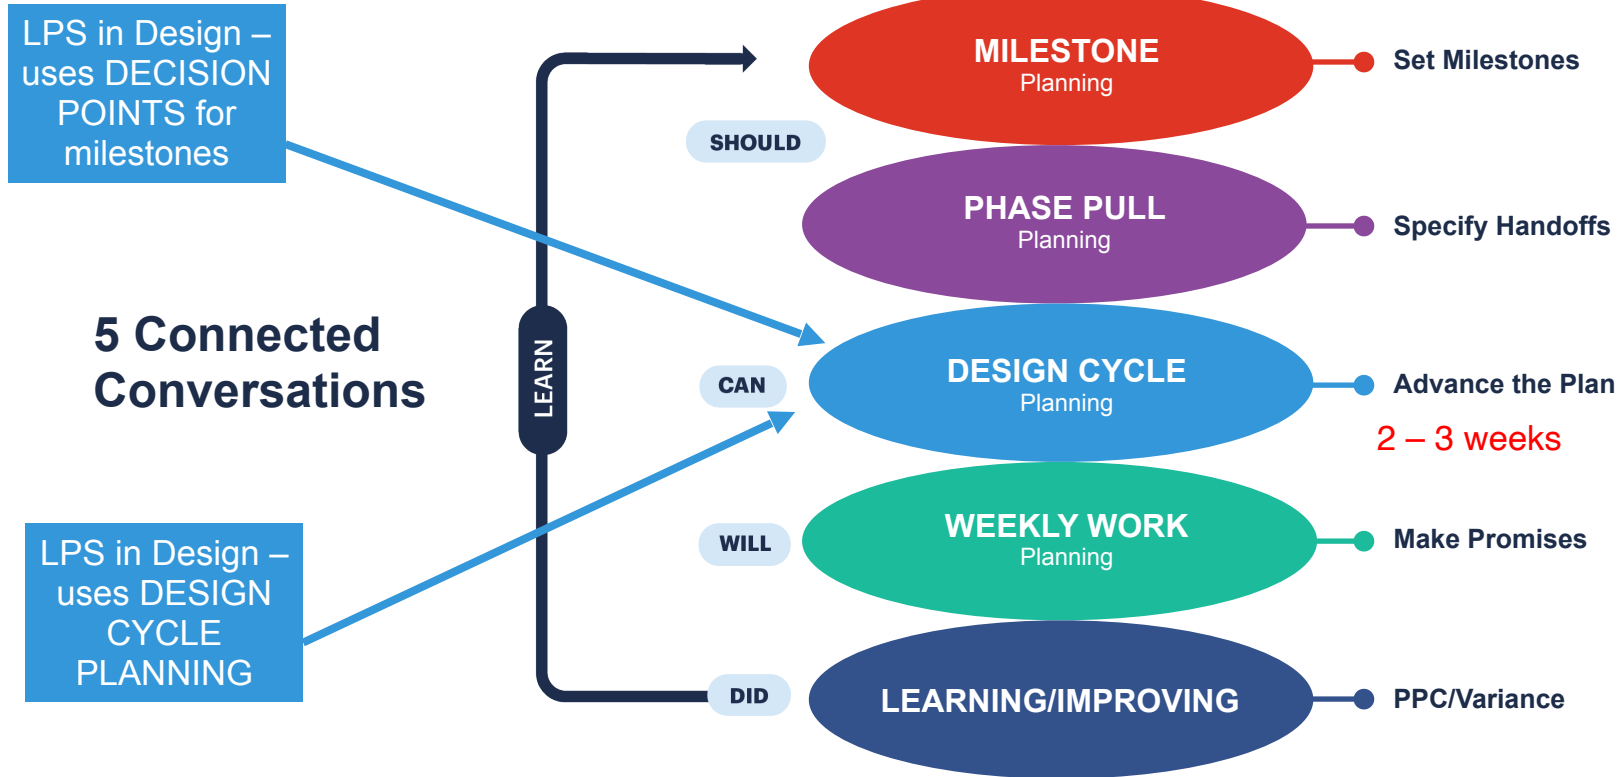 LPS in Design –
uses DECISION
POINTS for
milestones
MILESTONE
Planning
Set Milestones
SHOULD
PHASE PULL
Planning
Specify Handoffs
5 Connected
Conversations
LEARN
CAN
DESIGN CYCLE
Planning
Advance the Plan
2 – 3 weeks
LPS in Design –
uses DESIGN
CYCLE
PLANNING
WILL
WEEKLY WORK
Planning
Make Promises
DID
LEARNING/IMPROVING
PPC/Variance